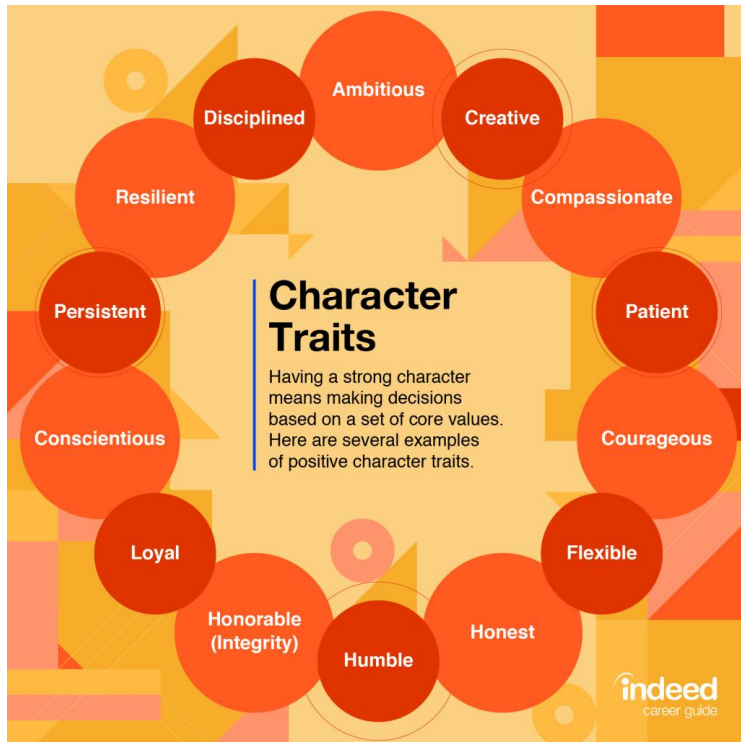 Ambitious
Creative
Compassionate
Patient
Courageous
Flexible
Honest
Humble
Honorable
(Integrity)
Loyal
Conscientious
Persistent
Resilient
Disciplined
Character
Traits
Having a strong character
means making decisions
based on a set of core values.
Here are several examples
of positive character traits.
indeed
career guide